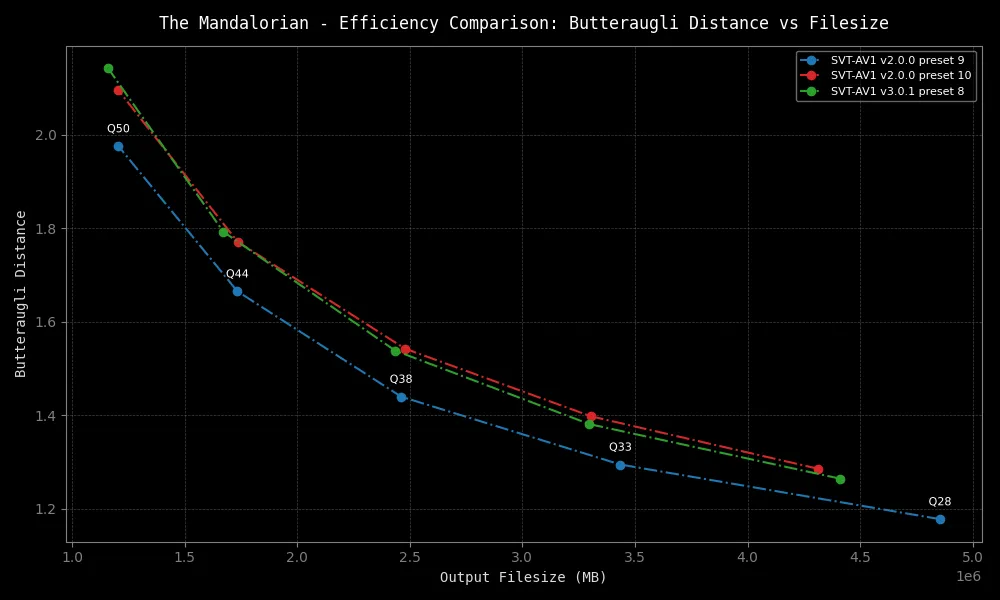 The Mandalorian - Efficiency Comparison: Butteraugli Distance vs Filesize
SVT-AV1 v2.0.0 preset 9
SVT-AV1 v2.0.0 preset 10
SVT-AV1 v3.0.1 preset 8
Butteraugli Distance
2.0
1.8
1.6
1.4
1.2
Q50
Q44
Q38
Q33
Q28
1.0
1.5
2.0
2.5
3.0
3.5
4.0
4.5
5.0
1e6
Output Filesize (MB)